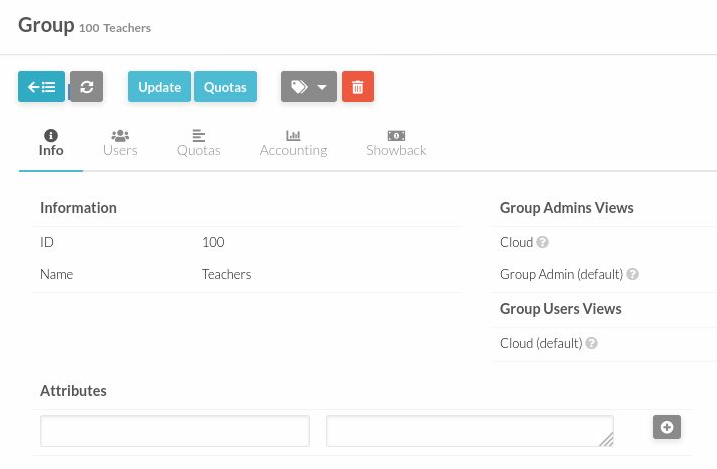 Group 100 Teachers
Update Quotas
Info Users Quotas Accounting Showback
Information
ID 100
Name Teachers
Group Admins Views
Cloud
Group Admin (default)
Group Users Views
Cloud (default)
Attributes